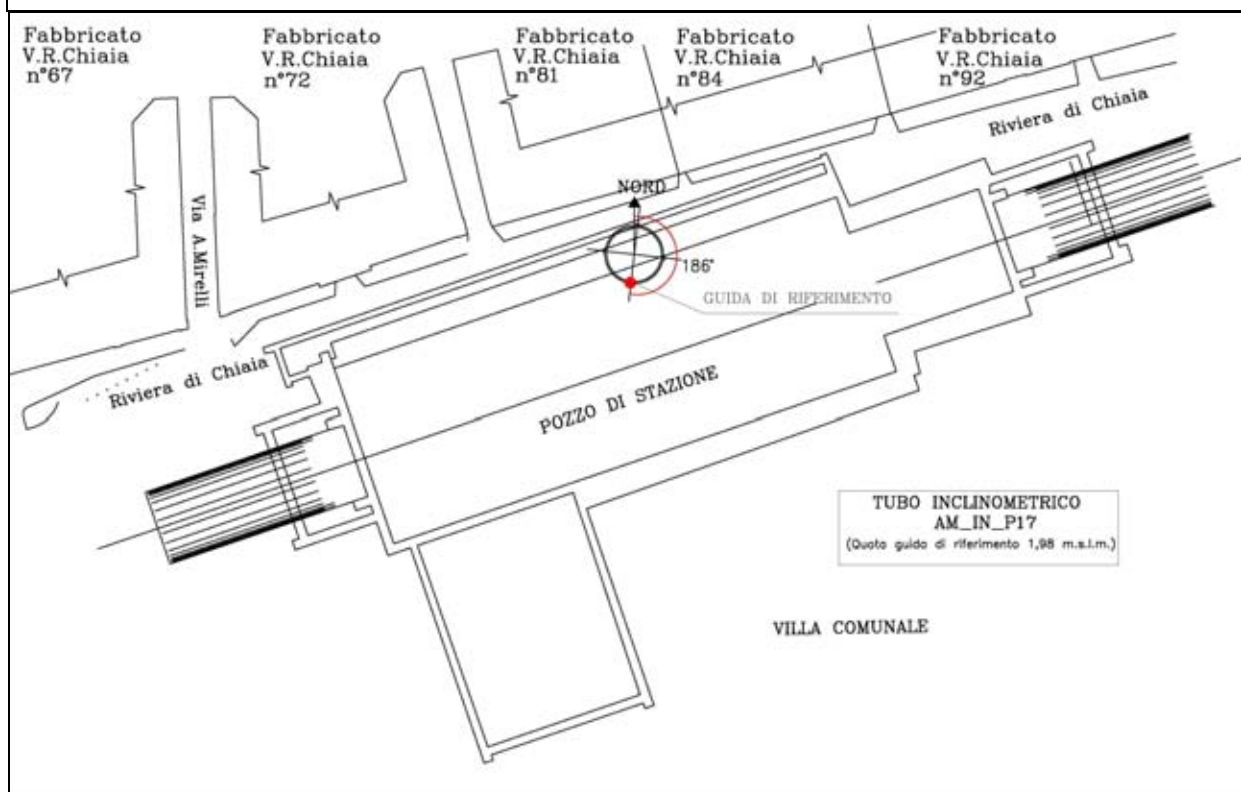 Fabbricato
V.R.Chiaia
n°67
Fabbricato
V.R.Chiaia
n°72
Fabbricato
V.R.Chiaia
n°81
Fabbricato
V.R.Chiaia
n°84
Fabbricato
V.R.Chiaia
n°92
Riviera di Chiaia
Via A.Mirelli
NORD
186°
GUIDA DI RIFERIMENTO
Riviera di Chiaia
POZZO DI STAZIONE
TUBO INCLINOMETRICO
AM_IN_P17
(Quota guida di riferimento 1,98 m.s.l.m.)
VILLA COMUNALE